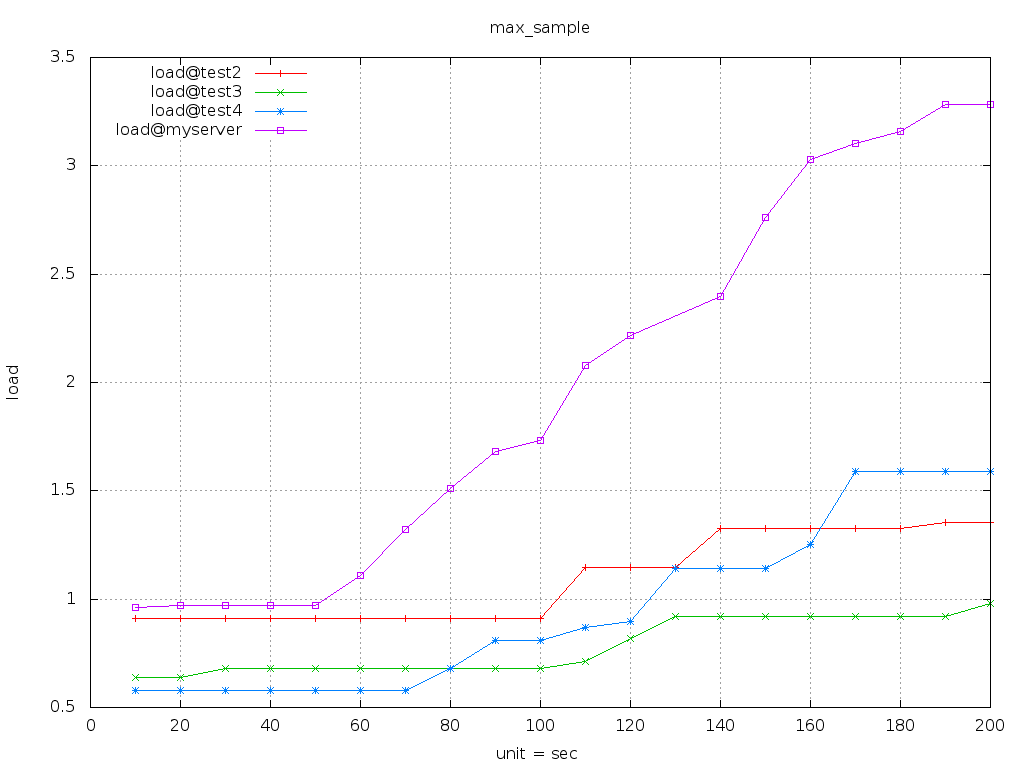 max_sample
3.5
load@test2
load@test3
load@test4
load@myserver
3
2.5
2
load
1.5
1
0.5
0 20 40 60 80 100 120 140 160 180 200
unit = sec